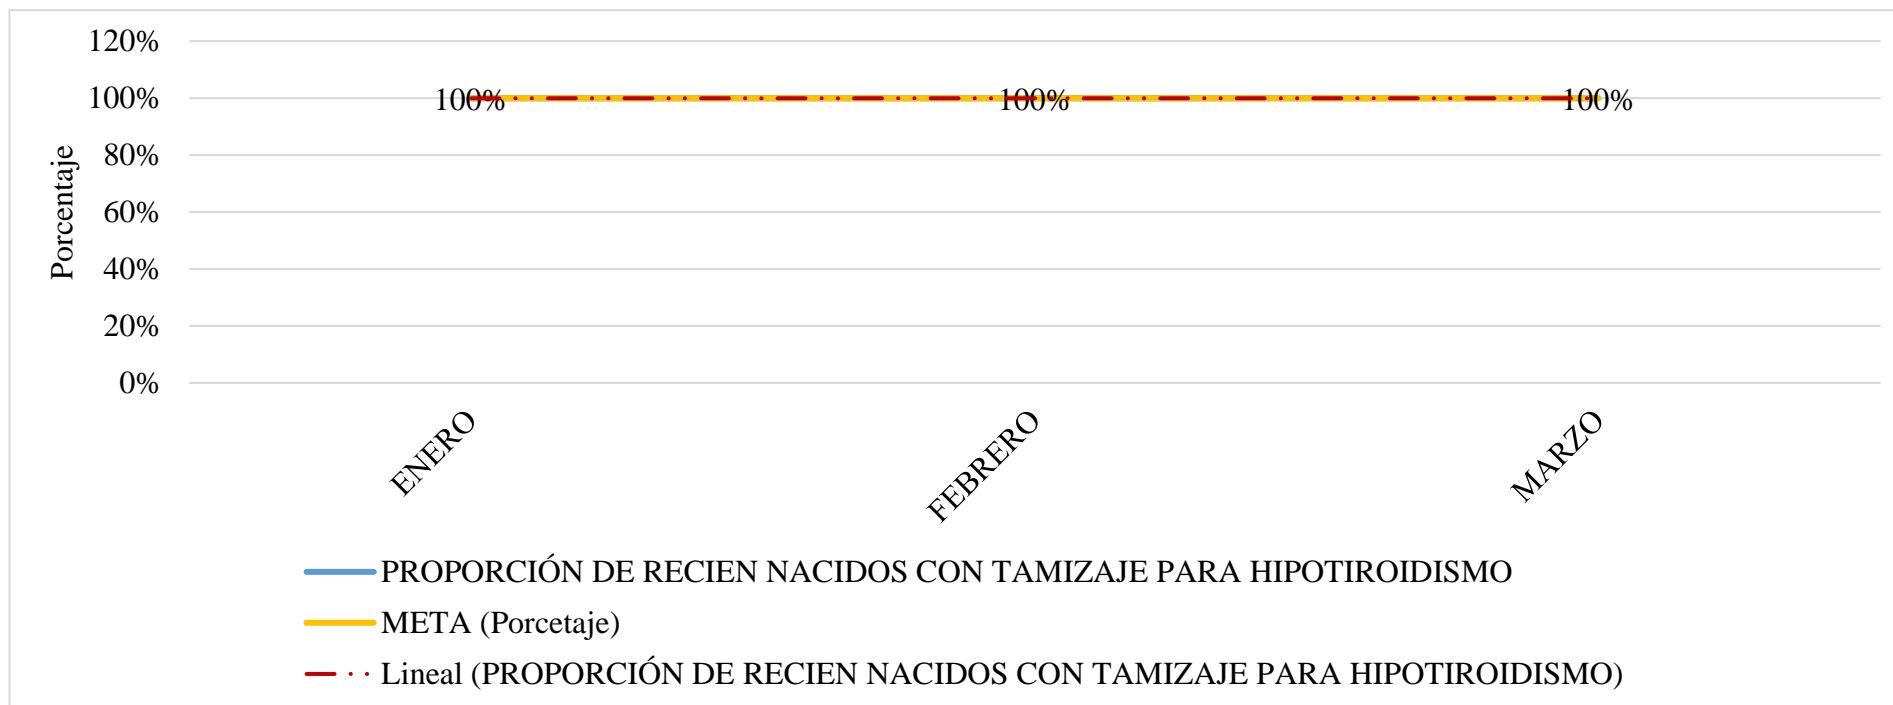 120%
100%
80%
60%
40%
20%
0%
Porcentaje
100% 100% 100%
ENERO
FEBRERO
MARZO
PROPORCIÓN DE RECIEN NACIDOS CON TAMIZAJE PARA HIPOTIROIDISMO
META (Porcetaje)
Lineal (PROPORCIÓN DE RECIEN NACIDOS CON TAMIZAJE PARA HIPOTIROIDISMO)